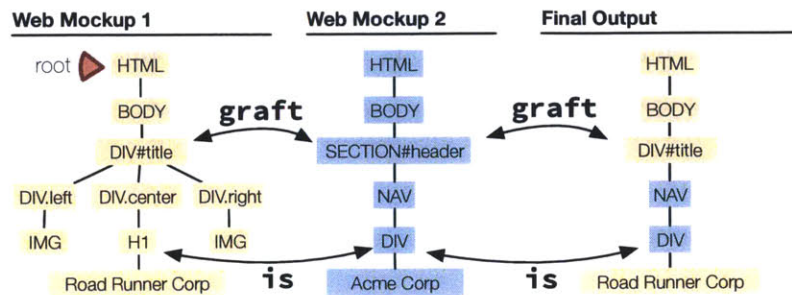 Web Mockup 1 Web Mockup 2 Final Output
root HTML HTML HTML
BODY BODY BODY
graft graft
DIV#title SECTION#header DIV#title
DIV.left DIV.center DIV.right NAV NAV
IMG H1 IMG DIV DIV
is is
Road Runner Corp Acme Corp Road Runner Corp